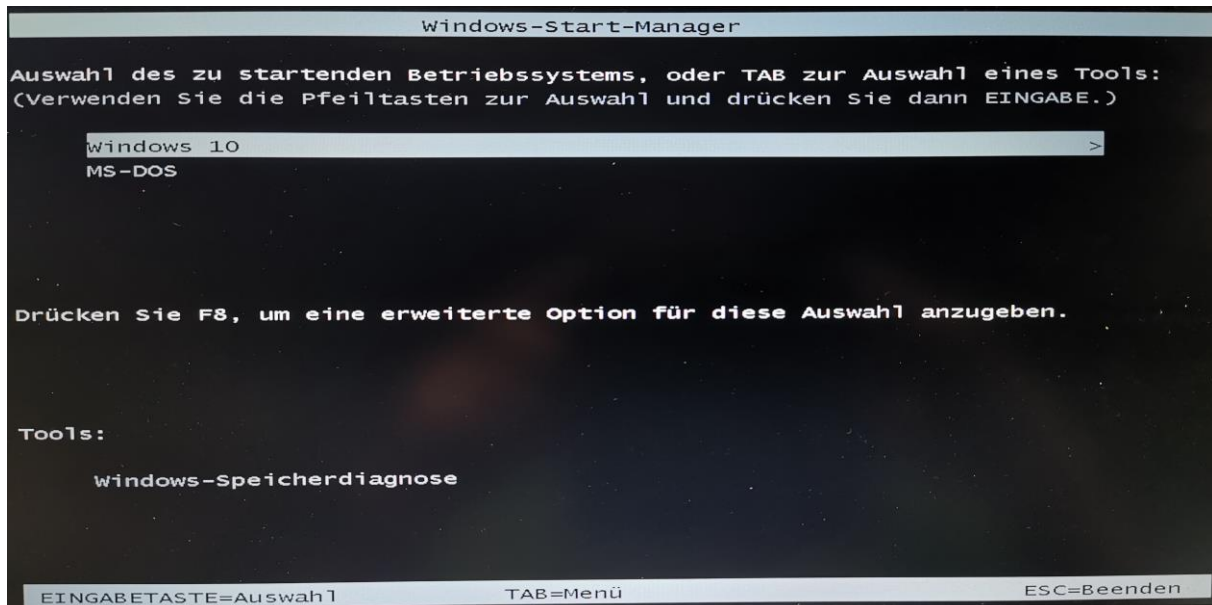 Windows-Start-Manager
Auswahl des zu startenden Betriebssystems, oder TAB zur Auswahl eines Tools:
(Verwenden Sie die Pfeiltasten zur Auswahl und drücken Sie dann EINGABE.)
Windows 10 >
MS-DOS
Drücken Sie F8, um eine erweiterte Option für diese Auswahl anzugeben.
Tools:
Windows-Speicherdiagnose
EINGABETASTE=Auswahl TAB=Menü ESC=Beenden